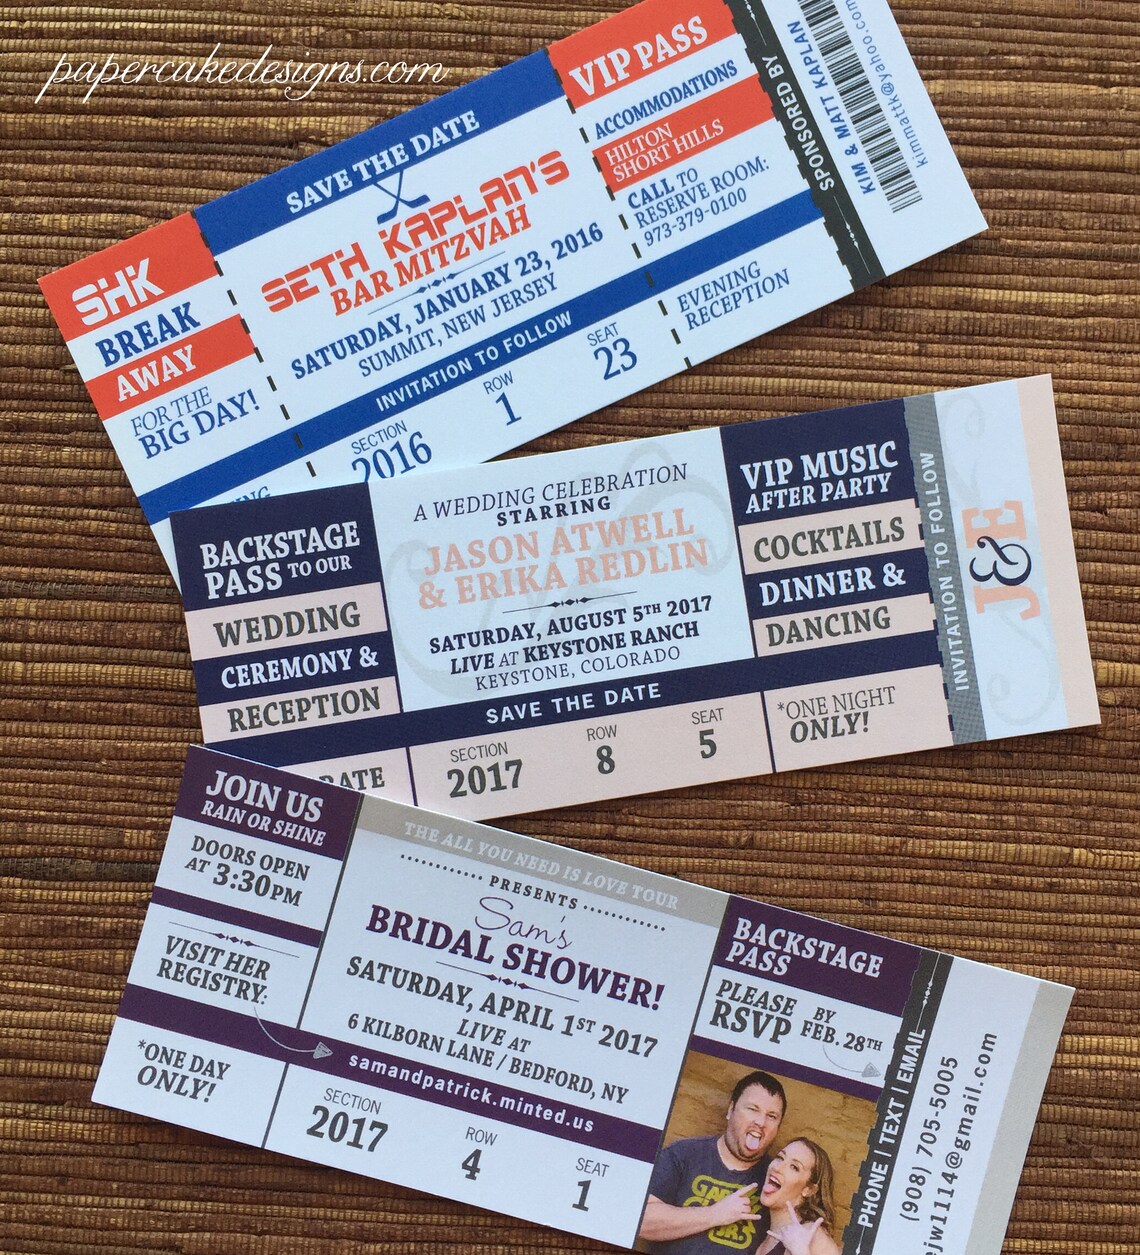 papercakedesigns.com
SHK
BREAK
AWAY
FOR THE
BIG DAY!
SAVE THE DATE
SETH KAPLAN'S
BAR MITZVAH
SATURDAY, JANUARY 23, 2016
SUMMIT, NEW JERSEY
INVITATION TO FOLLOW
SECTION
2016
ROW
1
SEAT
23
VIP PASS
ACCOMMODATIONS
HILTON
SHORT HILLS
CALL TO
RESERVE ROOM:
973-379-0100
EVENING
RECEPTION
SPONSORED BY
KIM & MATT KAPLAN
kimmattk@yahoo.com
BACKSTAGE
PASS TO OUR
WEDDING
CEREMONY &
RECEPTION
A WEDDING CELEBRATION
STARRING
JASON ATWELL
& ERIKA REDLIN
SATURDAY, AUGUST 5TH 2017
LIVE AT KEYSTONE RANCH
KEYSTONE, COLORADO
SAVE THE DATE
SECTION
2017
ROW
8
SEAT
5
VIP MUSIC
AFTER PARTY
COCKTAILS
DINNER &
DANCING
*ONE NIGHT
ONLY!
INVITATION TO FOLLOW
J&E
JOIN US
RAIN OR SHINE
DOORS OPEN
AT 3:30PM
VISIT HER
REGISTRY:
*ONE DAY
ONLY!
THE ALL YOU NEED IS LOVE TOUR
PRESENTS
Sam's
BRIDAL SHOWER!
SATURDAY, APRIL 1ST 2017
LIVE AT
6 KILBORN LANE / BEDFORD, NY
samandpatrick.minted.us
SECTION
2017
ROW
4
SEAT
1
BACKSTAGE
PASS
PLEASE
RSVP
BY
FEB. 28TH
PHONE | TEXT | EMAIL
(908) 705-5005
ejw1114@gmail.com